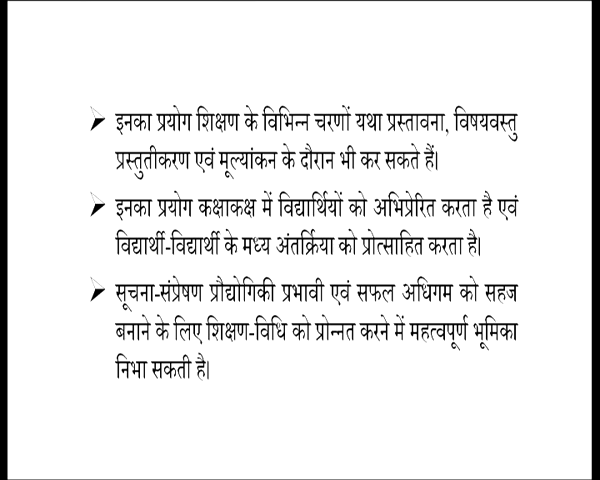 ➢ इनका प्रयोग शिक्षण के विभिन्न चरणों यथा प्रस्तावना, विषयवस्तु
प्रस्तुतीकरण एवं मूल्यांकन के दौरान भी कर सकते हैं।
➢ इनका प्रयोग कक्षाकक्ष में विद्यार्थियों को अभिप्रेरित करता है एवं
विद्यार्थी-विद्यार्थी के मध्य अंतर्क्रिया को प्रोत्साहित करता है।
➢ सूचना-संप्रेषण प्रौद्योगिकी प्रभावी एवं सफल अधिगम को सहज
बनाने के लिए शिक्षण-विधि को प्रोन्नत करने में महत्वपूर्ण भूमिका
निभा सकती है।